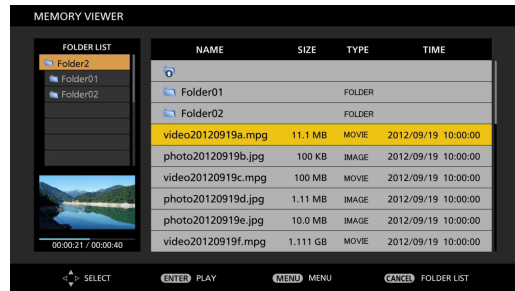 MEMORY VIEWER
FOLDER LIST
Folder2
Folder01
Folder02
00:00:21 / 00:00:40
NAME SIZE TYPE TIME
Folder01 FOLDER
Folder02 FOLDER
video20120919a.mpg 11.1 MB MOVIE 2012/09/19 10:00:00
photo20120919b.jpg 100 KB IMAGE 2012/09/19 10:00:00
video20120919c.mpg 100 MB MOVIE 2012/09/19 10:00:00
photo20120919d.jpg 1.11 MB IMAGE 2012/09/19 10:00:00
photo20120919e.jpg 10.0 MB IMAGE 2012/09/19 10:00:00
video20120919f.mpg 1.111 GB MOVIE 2012/09/19 10:00:00
SELECT ENTER PLAY MENU MENU CANCEL FOLDER LIST